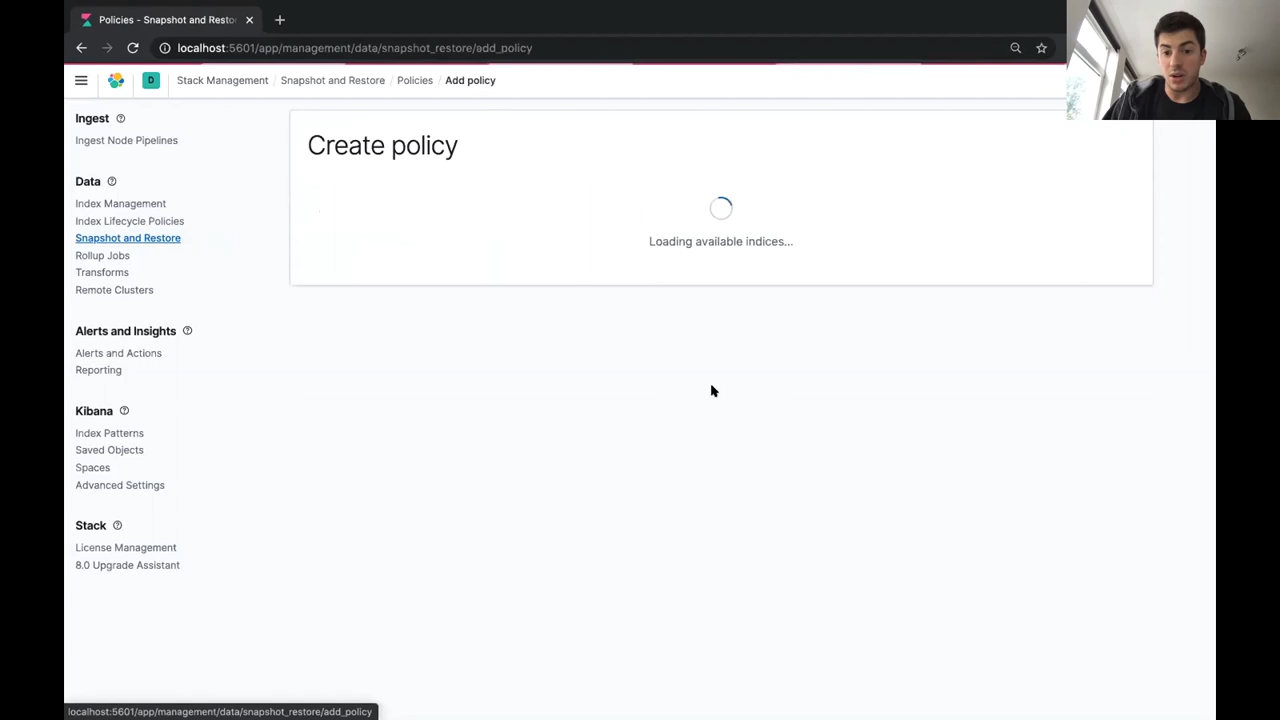 Policies - Snapshot and Resto
localhost:5601/app/management/data/snapshot_restore/add_policy
D
Stack Management / Snapshot and Restore / Policies / Add policy
Ingest
Ingest Node Pipelines
Data
Index Management
Index Lifecycle Policies
Snapshot and Restore
Rollup Jobs
Transforms
Remote Clusters
Alerts and Insights
Alerts and Actions
Reporting
Kibana
Index Patterns
Saved Objects
Spaces
Advanced Settings
Stack
License Management
8.0 Upgrade Assistant
Create policy
Loading available indices...
localhost:5601/app/management/data/snapshot_restore/add_policy